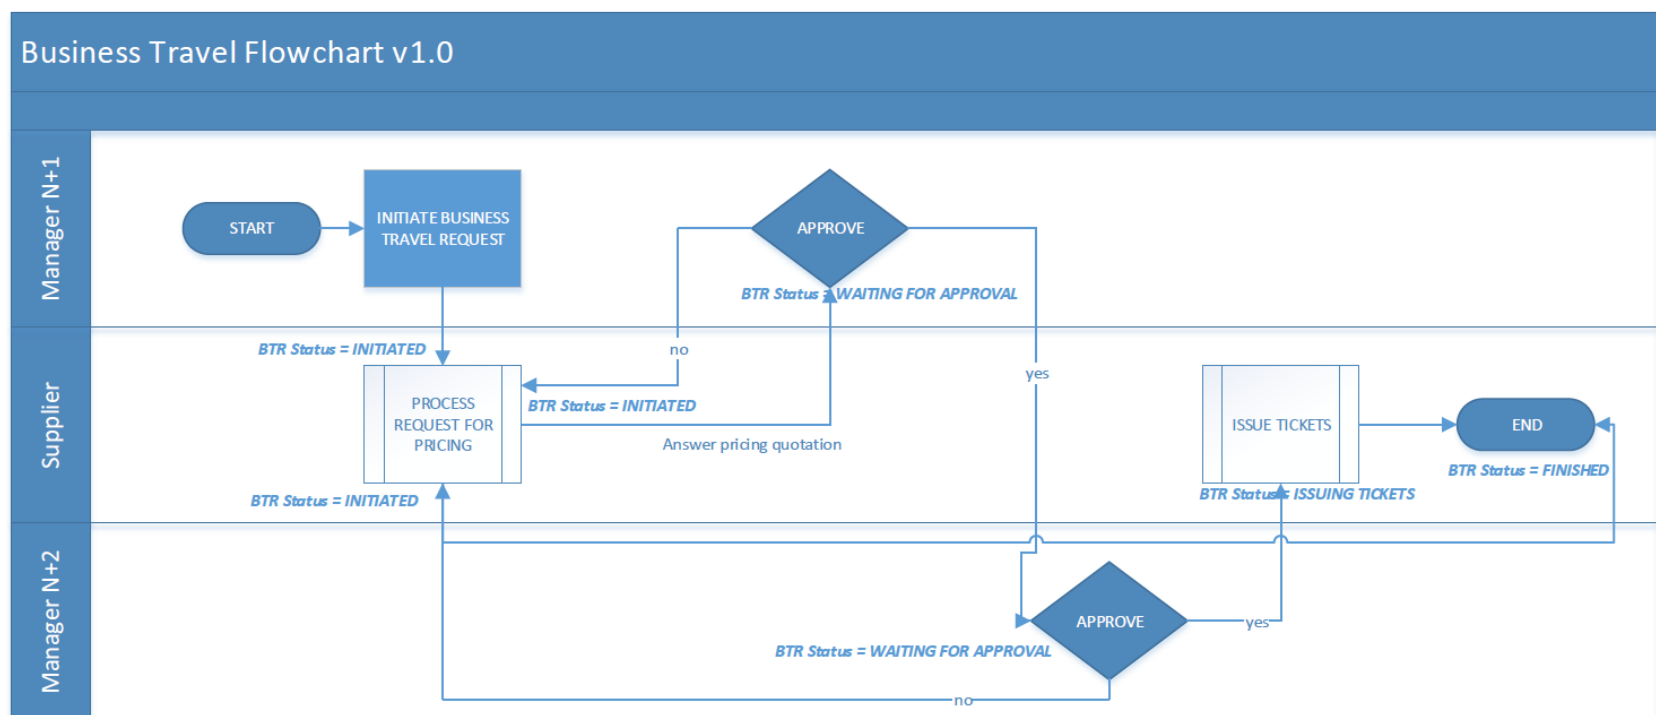 Business Travel Flowchart v1.0
Manager N+1
START
INITIATE BUSINESS
TRAVEL REQUEST
APPROVE
BTR Status = WAITING FOR APPROVAL
Supplier
BTR Status = INITIATED
no
yes
PROCESS
REQUEST FOR
PRICING
BTR Status = INITIATED
Answer pricing quotation
ISSUE TICKETS
END
BTR Status = FINISHED
BTR Status = INITIATED
BTR Status = ISSUING TICKETS
Manager N+2
APPROVE
yes
BTR Status = WAITING FOR APPROVAL
no